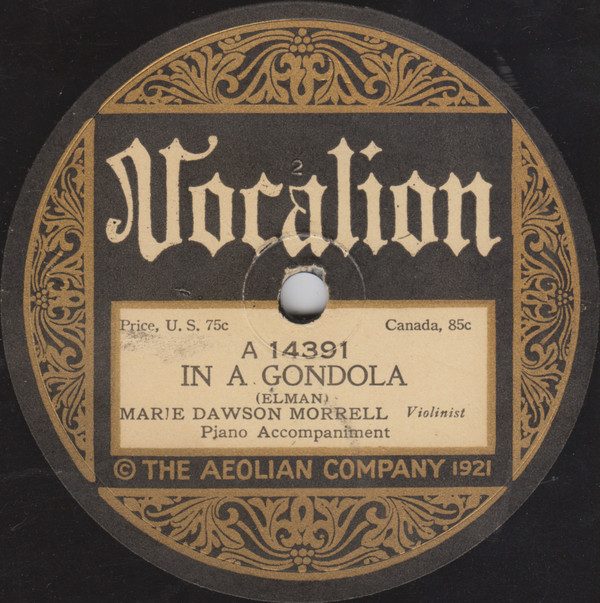 Vocalion
2
Price, U. S. 75c Canada, 85c
A 14391
IN A GONDOLA
(ELMAN)
MARIE DAWSON MORRELL Violinist
Piano Accompaniment
© THE AEOLIAN COMPANY 1921